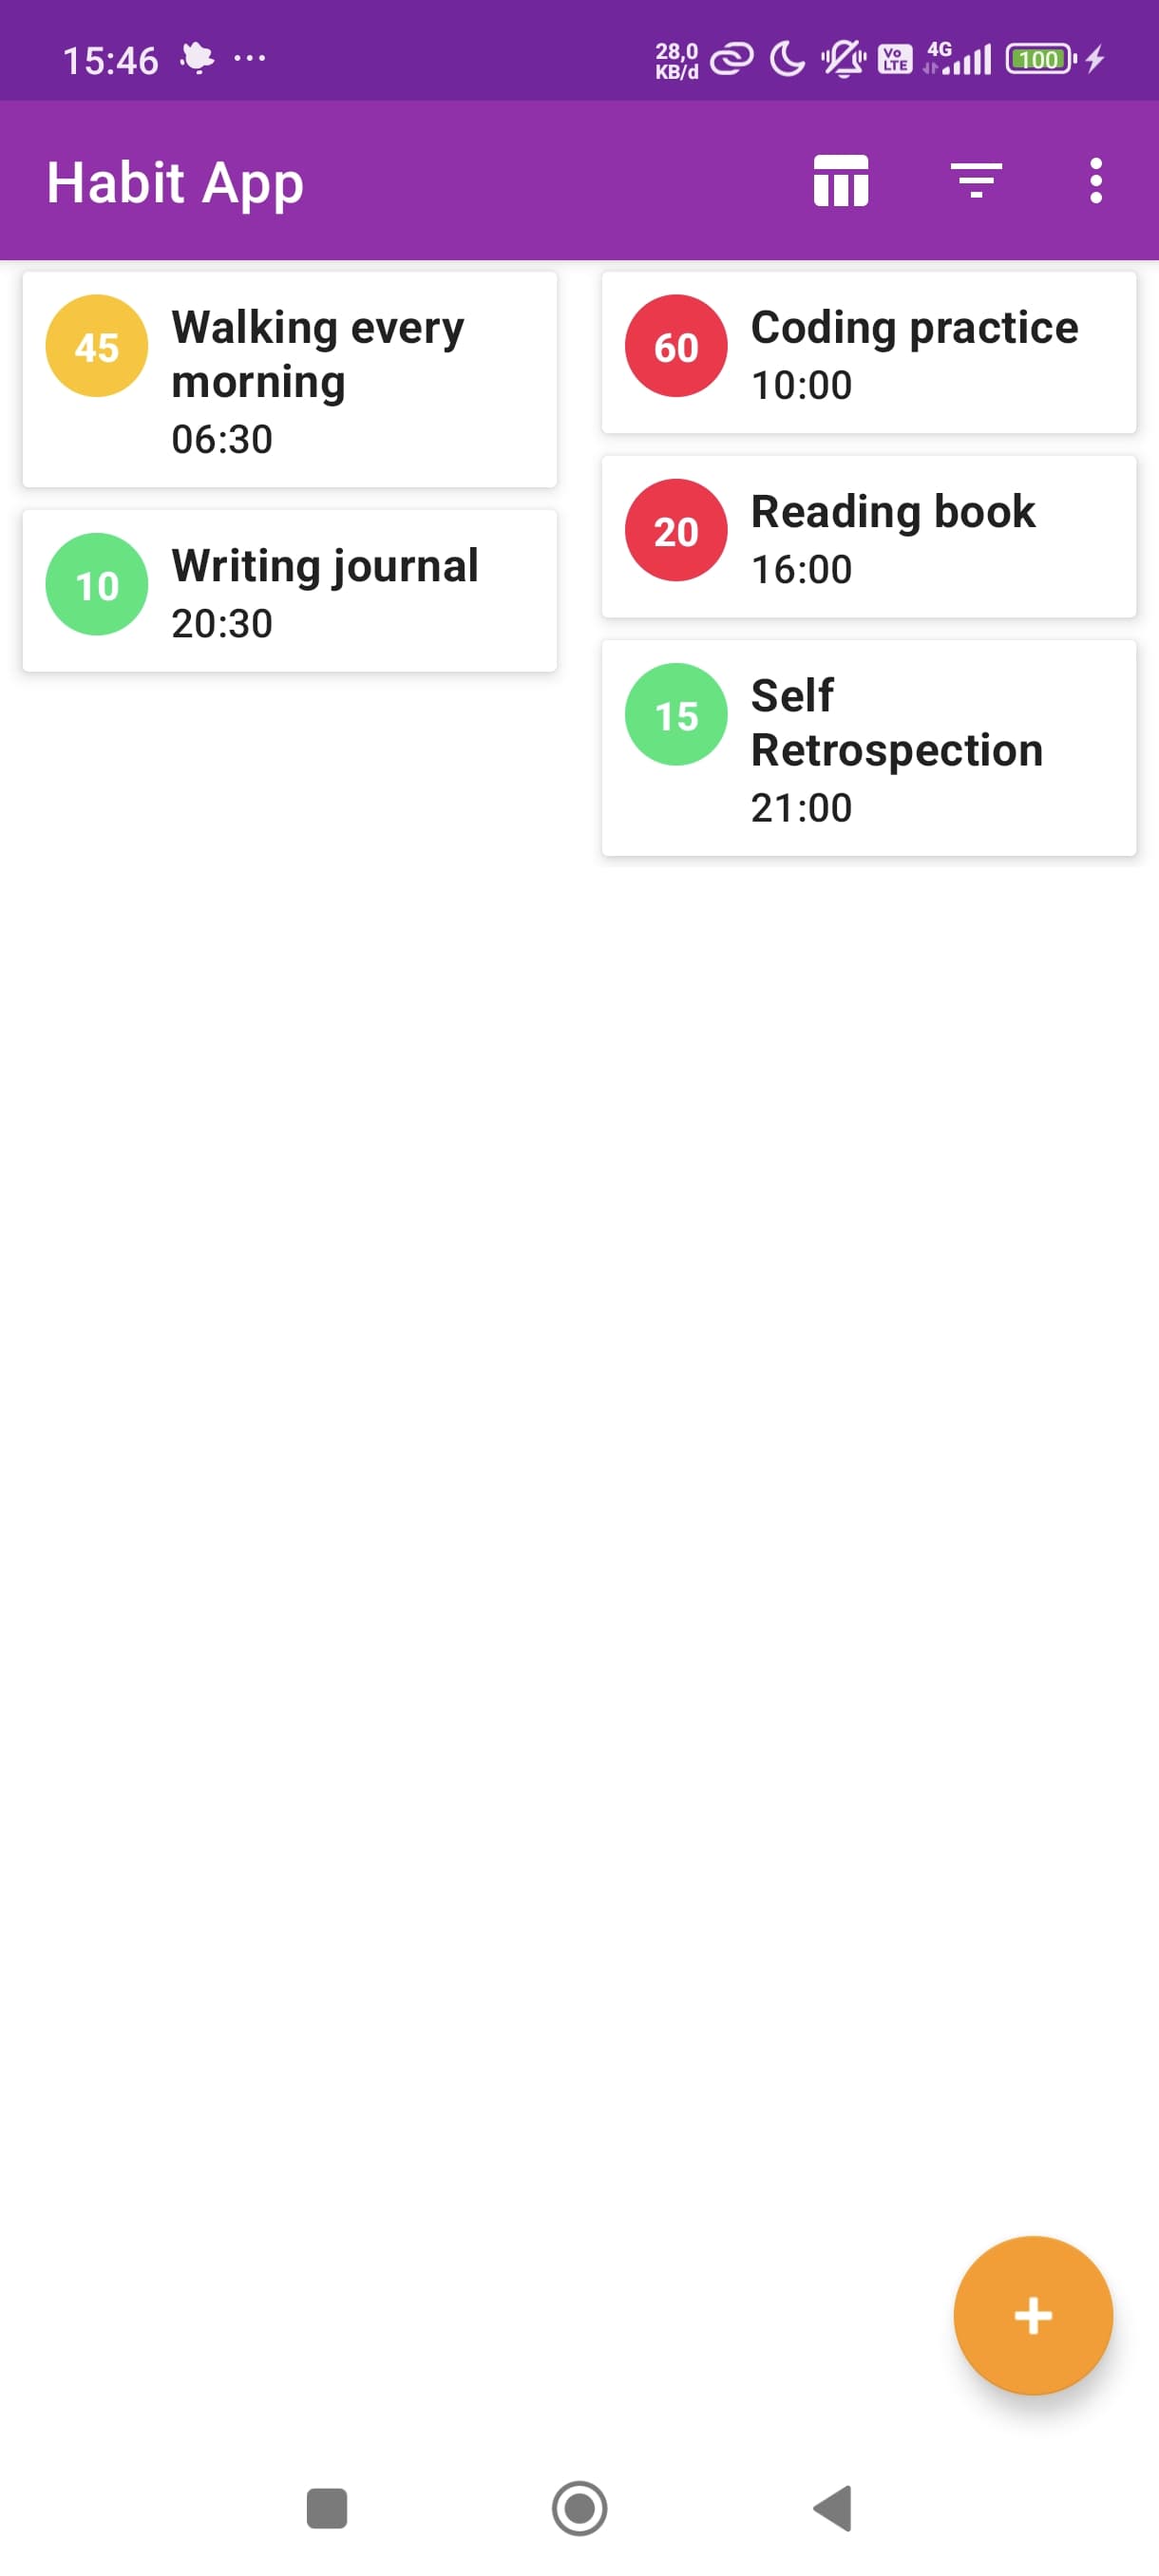 15:46
28,0
KB/d
Vo
LTE
4G
100
Habit App
45
Walking every
morning
06:30
10
Writing journal
20:30
60
Coding practice
10:00
20
Reading book
16:00
15
Self
Retrospection
21:00